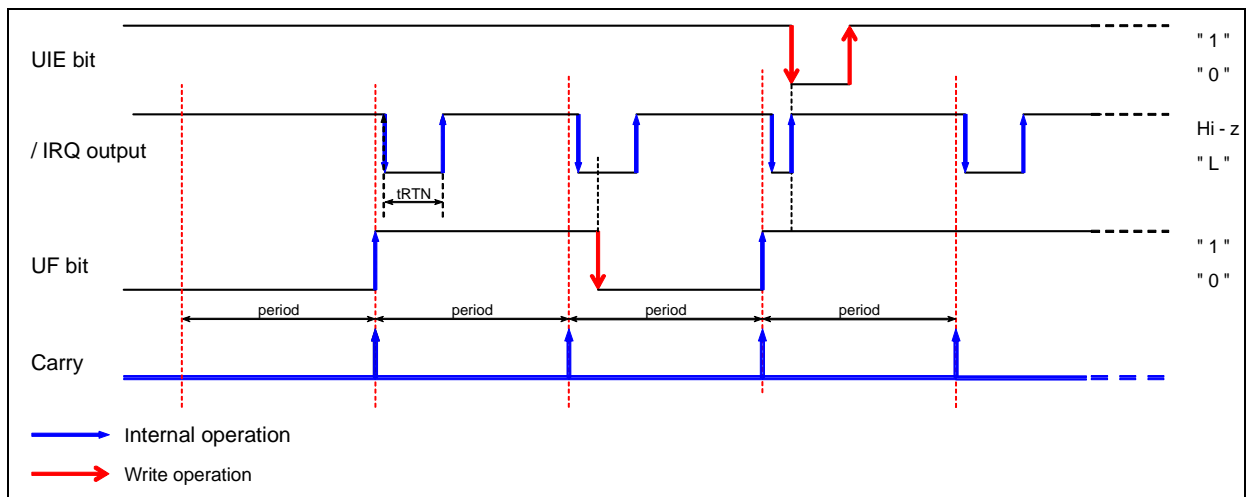 UIE bit
" 1 "
" 0 "
/ IRQ output
Hi - z
" L "
tRTN
UF bit
" 1 "
" 0 "
period period period period
Carry
Internal operation
Write operation